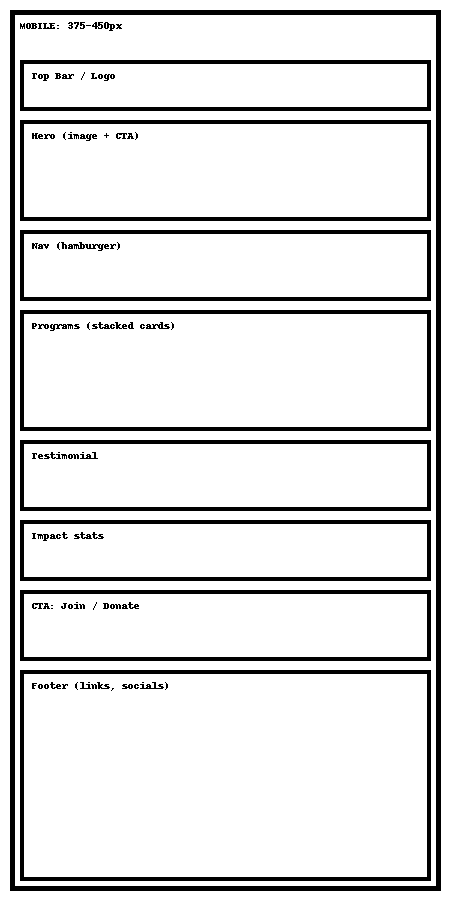 MOBILE: 375-450px
Top Bar / Logo
Hero (image + CTA)
Nav (hamburger)
Programs (stacked cards)
Testimonial
Impact stats
CTA: Join / Donate
Footer (links, socials)